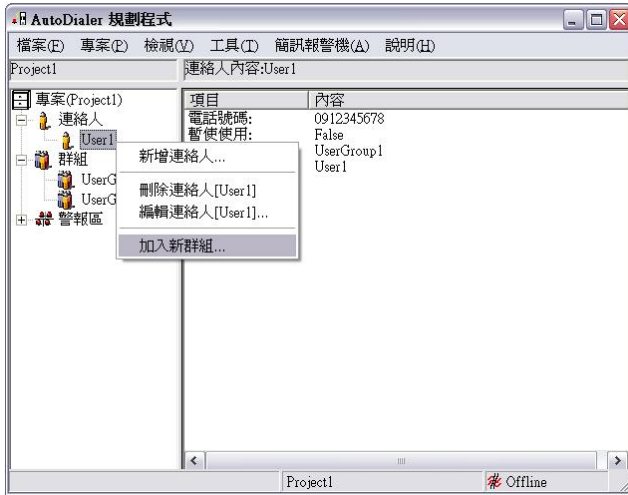 AutoDialer 規劃程式
檔案(F) 專案(P) 檢視(V) 工具(T) 簡訊報警機(A) 說明(H)
Project1
連絡人內容:User1
專案(Project1)
連絡人
User1
群組
UserG
UserG
警報區
項目 內容
電話號碼: 0912345678
暫使使用: False
UserGroup1
User1
新增連絡人...
刪除連絡人[User1]
編輯連絡人[User1]...
加入新群組...
Project1
Offline